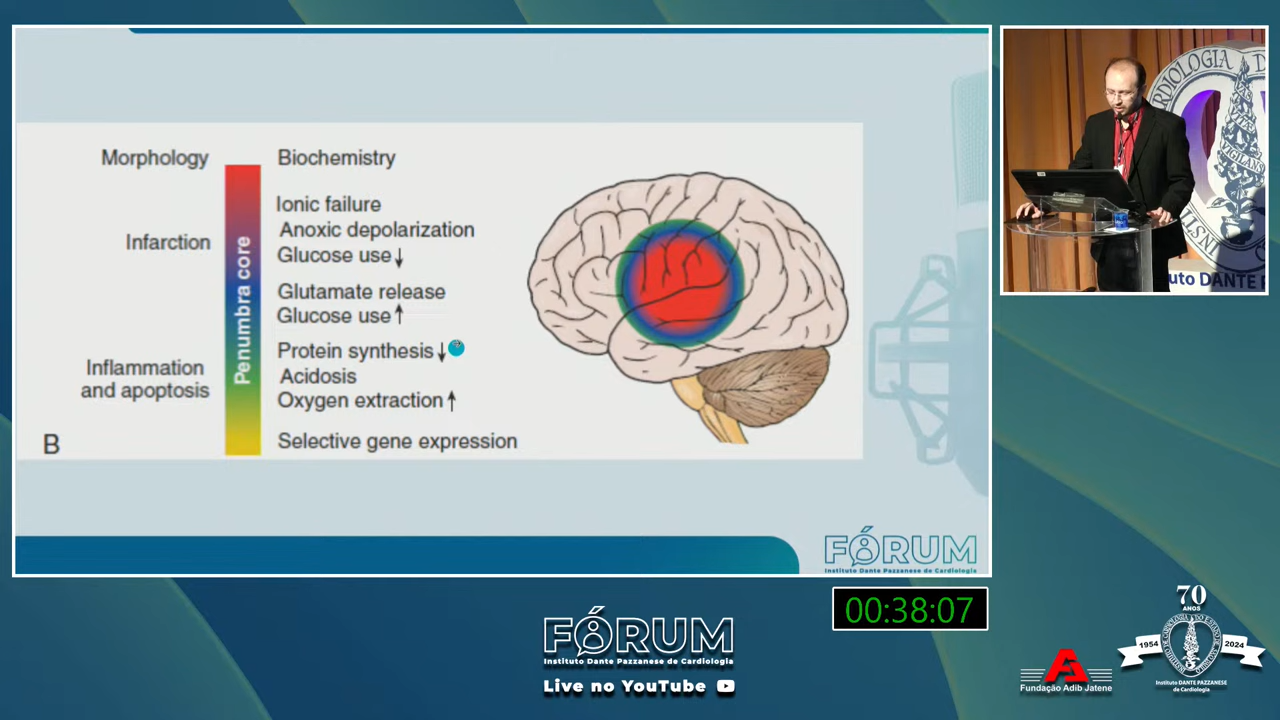 Morphology
Biochemistry
Infarction
Ionic failure
Anoxic depolarization
Glucose use↓
Glutamate release
Glucose use↑
Penumbra core
Inflammation
and apoptosis
Protein synthesis↓
Acidosis
Oxygen extraction↑
Selective gene expression
B
FÓRUM
Instituto Dante Pazzanese de Cardiologia
00:38:07
FÓRUM
Instituto Dante Pazzanese de Cardiologia
Live no YouTube
Fundação Adib Jatene
70
ANOS
1954
2024
Instituto DANTE PAZZANESE
de Cardiologia